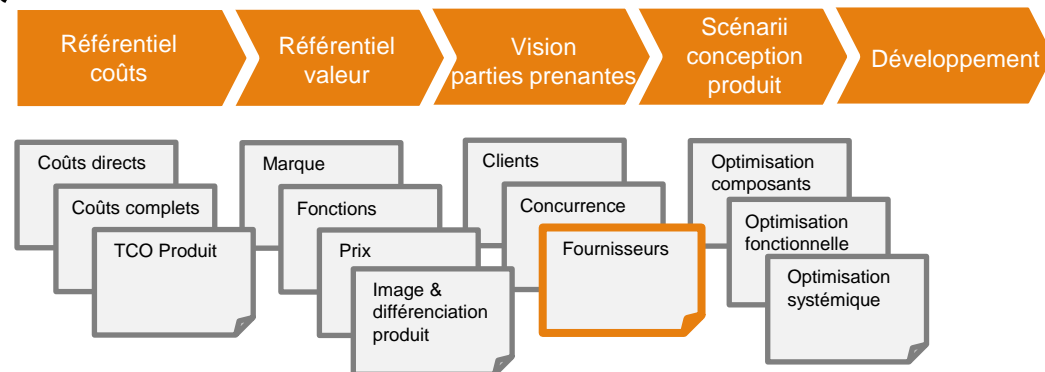 Référentiel
coûts
Référentiel
valeur
Vision
parties prenantes
Scénarii
conception
produit
Développement
Coûts directs
Coûts complets
TCO Produit
Marque
Fonctions
Prix
Image &
différenciation
produit
Clients
Concurrence
Fournisseurs
Optimisation
composants
Optimisation
fonctionnelle
Optimisation
systémique